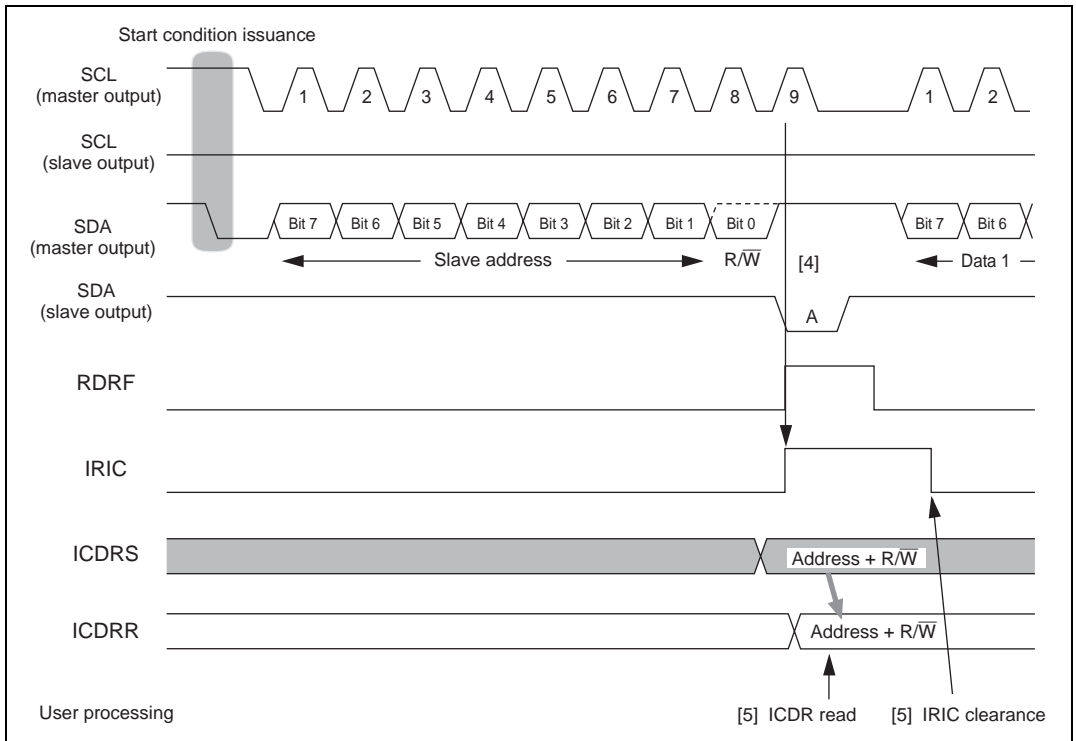 Start condition issuance
SCL
(master output)
1 2 3 4 5 6 7 8 9 1 2
SCL
(slave output)
SDA
(master output)
Bit 7 Bit 6 Bit 5 Bit 4 Bit 3 Bit 2 Bit 1 Bit 0 Bit 7 Bit 6
Slave address R/W̅ [4] Data 1
SDA
(slave output)
A
RDRF
IRIC
ICDRS
Address + R/W̅
ICDRR
Address + R/W̅
User processing
[5] ICDR read [5] IRIC clearance